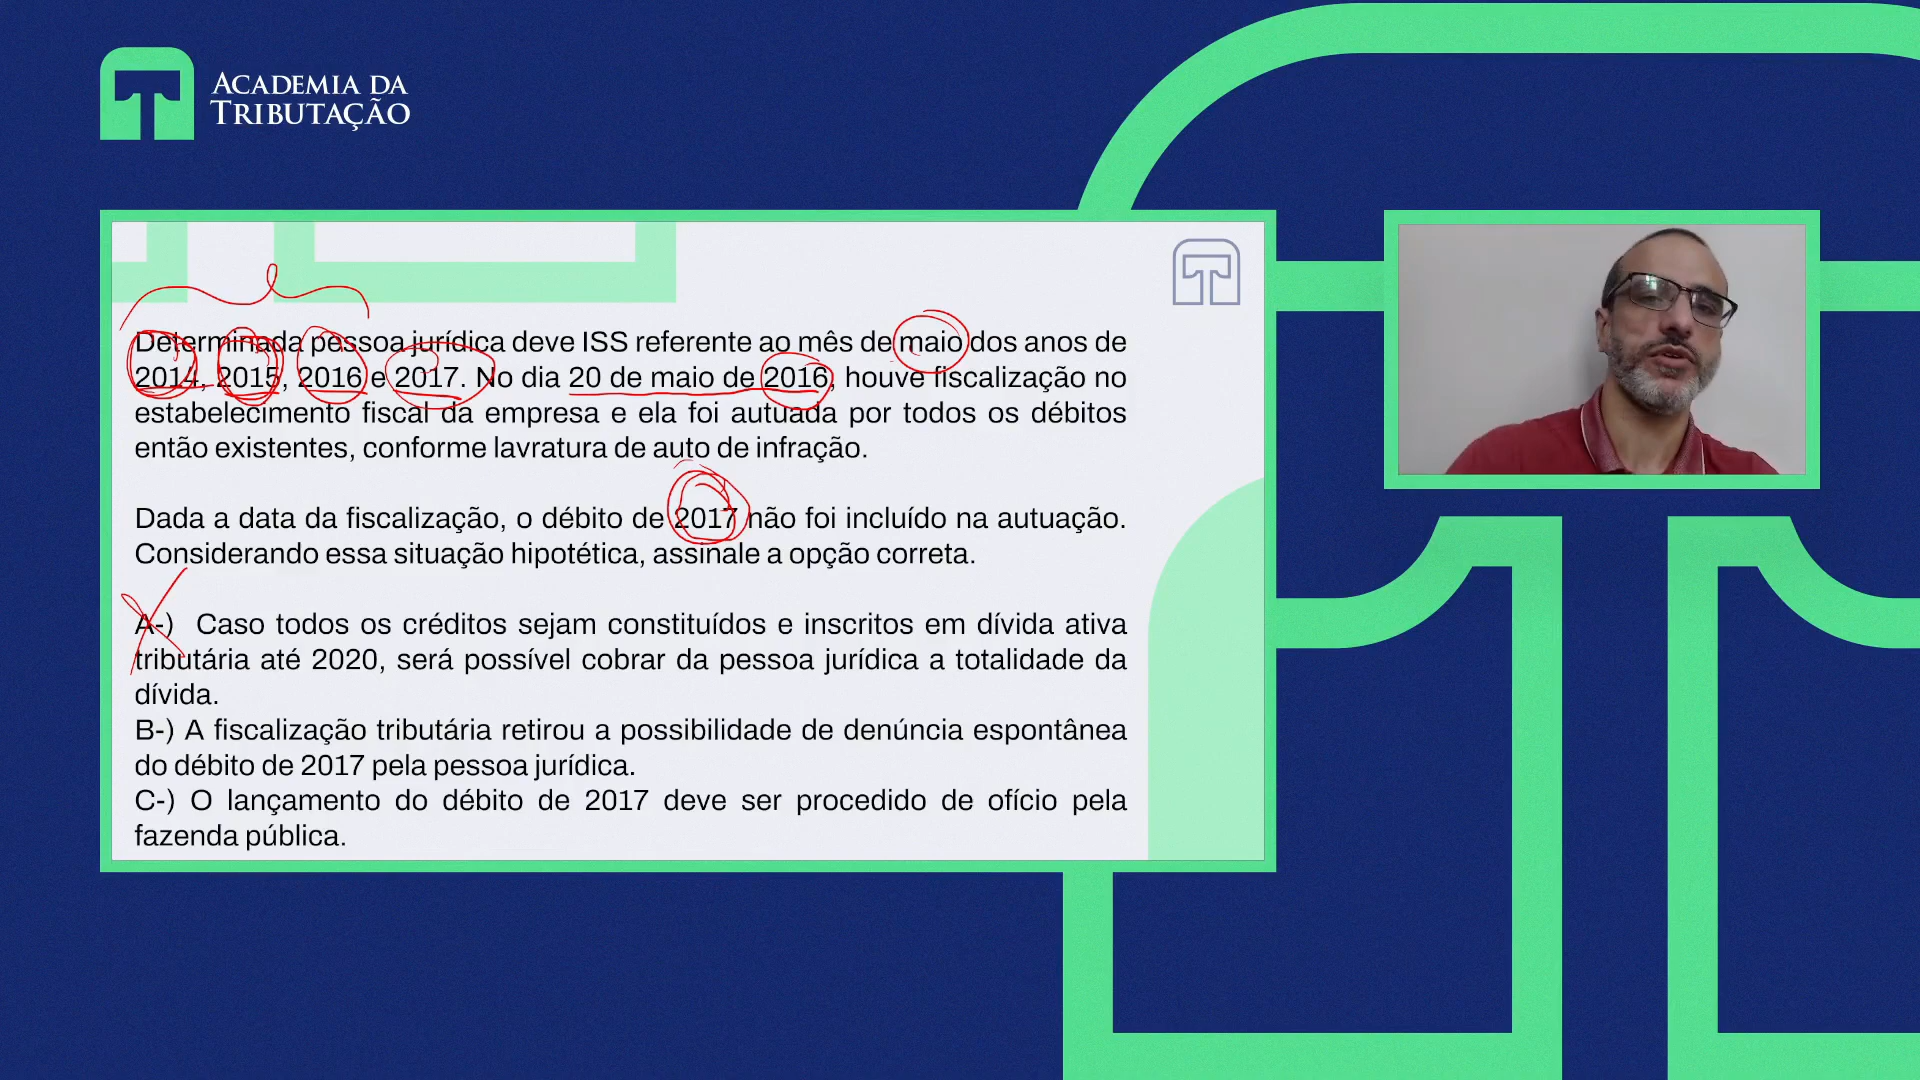 ACADEMIA DA
TRIBUTAÇÃO
Determinada pessoa jurídica deve ISS referente ao mês de maio dos anos de
2014, 2015, 2016 e 2017. No dia 20 de maio de 2016, houve fiscalização no
estabelecimento fiscal da empresa e ela foi autuada por todos os débitos
então existentes, conforme lavratura de auto de infração.
Dada a data da fiscalização, o débito de 2017 não foi incluído na autuação.
Considerando essa situação hipotética, assinale a opção correta.
A-) Caso todos os créditos sejam constituídos e inscritos em dívida ativa
tributária até 2020, será possível cobrar da pessoa jurídica a totalidade da
dívida.
B-) A fiscalização tributária retirou a possibilidade de denúncia espontânea
do débito de 2017 pela pessoa jurídica.
C-) O lançamento do débito de 2017 deve ser procedido de ofício pela
fazenda pública.